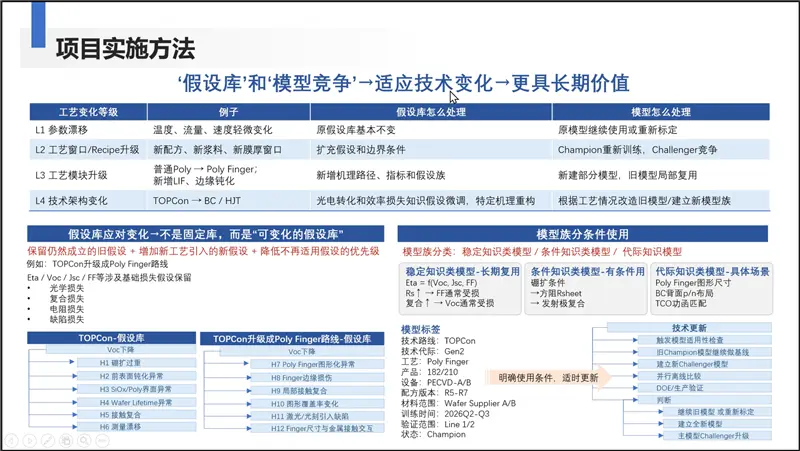 项目实施方法
‘假设库’和‘模型竞争’→适应技术变化→更具长期价值
工艺变化等级 例子 假设库怎么处理 模型怎么处理
L1 参数漂移 温度、流量、速度轻微变化 原假设库基本不变 原模型继续使用或重新标定
L2 工艺窗口/Recipe升级 新配方、新浆料、新膜厚窗口 扩充假设和边界条件 Champion重新训练，Challenger竞争
L3 工艺模块升级 普通Poly → Poly Finger；
新增LIF、边缘钝化 新增机理路径、指标和假设族 新建部分模型，旧模型局部复用
L4 技术架构变化 TOPCon → BC / HJT 光电转化和效率损失知识假设微调，特定机理重构 根据工艺情况改造旧模型/建立新模型族
假设库应对变化→不是固定库，而是“可变化的假设库”
保留仍然成立的旧假设 + 增加新工艺引入的新假设 + 降低不再适用假设的优先级
例如：TOPCon升级成Poly Finger路线
Eta / Voc / Jsc / FF等涉及基础损失假设保留
• 光学损失
• 复合损失
• 电阻损失
• 缺陷损失
TOPCon-假设库
Voc下降
H1 硼扩过重
H2 前表面钝化异常
H3 SiOx/Poly界面异常
H4 Wafer Lifetime异常
H5 接触复合
H6 测量漂移
TOPCon升级成Poly Finger路线-假设库
Voc下降
H7 Poly Finger图形化异常
H8 Finger边缘损伤
H9 局部接触复合
H10 图形覆盖率变化
H11 激光/光刻引入缺陷
H12 Finger尺寸与金属接触交互
模型族分条件使用
模型族分类：稳定知识类模型 / 条件知识类模型 / 代际知识模型
稳定知识类模型-长期复用
Eta = f(Voc, Jsc, FF)
Rs↑ → FF通常受损
复合↑ → Voc通常受损
条件知识类模型-有条件用
硼扩条件
→方阻Rsheet
→ 发射极复合
代际知识类模型-具体场景
Poly Finger图形尺寸
BC背面p/n布局
TCO功函匹配
模型标签
技术路线：TOPCon
技术代际：Gen2
工艺：Poly Finger
产品：182/210
设备：PECVD-A/B
配方版本：R5-R7
材料范围：Wafer Supplier A/B
训练时间：2026Q2-Q3
验证范围：Line 1/2
状态：Champion
明确使用条件，适时更新
技术更新
触发模型适用性检查
旧Champion模型继续做基线
建立新Challenger模型
并行离线比较
DOE/生产验证
判断
继续旧模型 或重新标定
建立全新模型
主模型Challenger升级